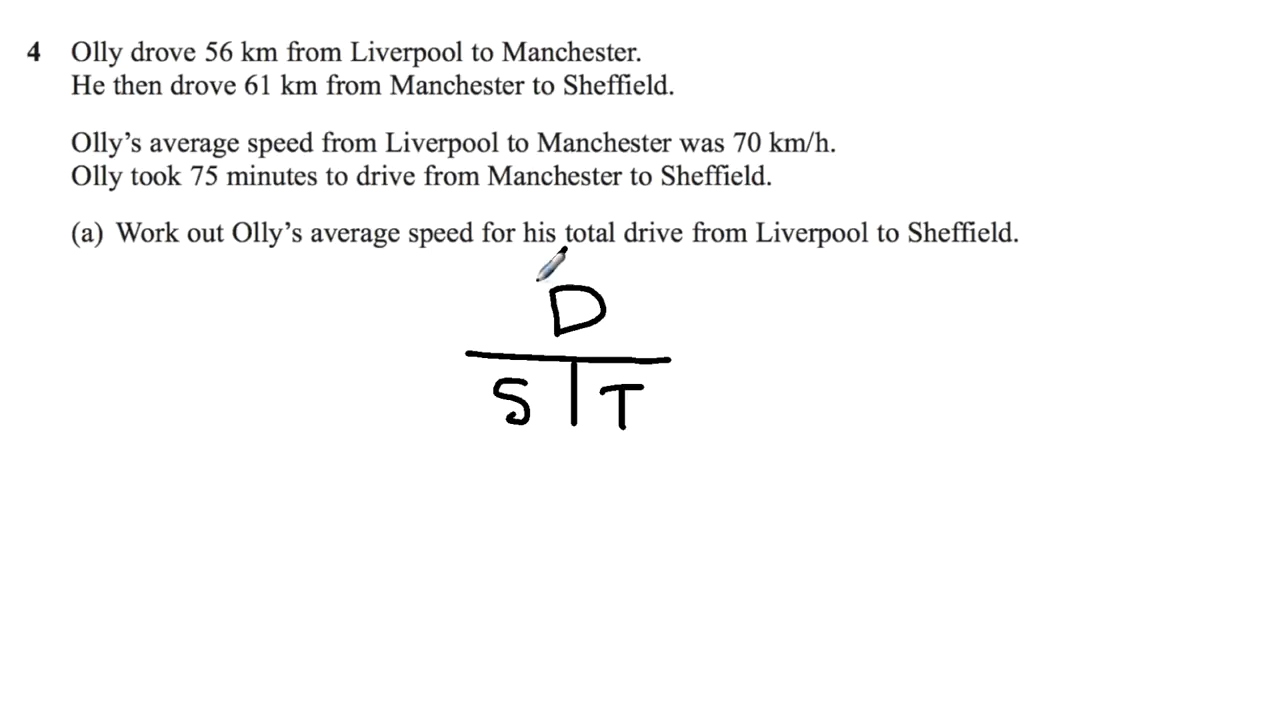 4 Olly drove 56 km from Liverpool to Manchester.
He then drove 61 km from Manchester to Sheffield.
Olly’s average speed from Liverpool to Manchester was 70 km/h.
Olly took 75 minutes to drive from Manchester to Sheffield.
(a) Work out Olly’s average speed for his total drive from Liverpool to Sheffield.
D
S T